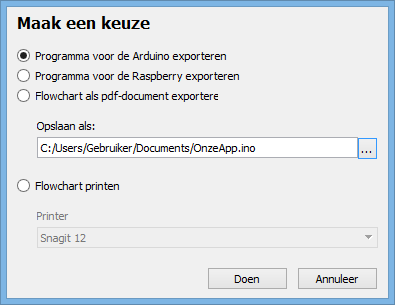 Maak een keuze
Programma voor de Arduino exporteren
Programma voor de Raspberry exporteren
Flowchart als pdf-document exportere
Opslaan als:
C:/Users/Gebruiker/Documents/OnzeApp.ino
...
Flowchart printen
Printer
Snagit 12
Doen
Annuleer